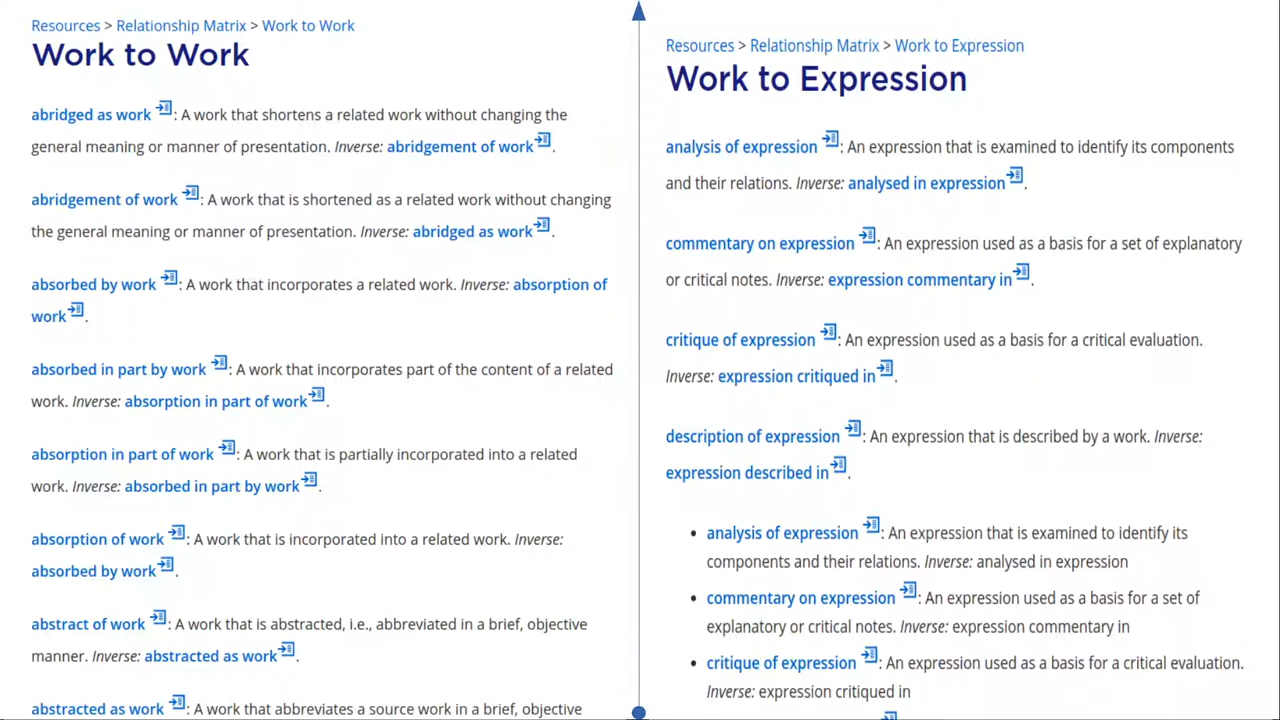 Resources > Relationship Matrix > Work to Work
Work to Work
abridged as work : A work that shortens a related work without changing the
general meaning or manner of presentation. Inverse: abridgement of work.
abridgement of work : A work that is shortened as a related work without changing
the general meaning or manner of presentation. Inverse: abridged as work.
absorbed by work : A work that incorporates a related work. Inverse: absorption of
work.
absorbed in part by work : A work that incorporates part of the content of a related
work. Inverse: absorption in part of work.
absorption in part of work : A work that is partially incorporated into a related
work. Inverse: absorbed in part by work.
absorption of work : A work that is incorporated into a related work. Inverse:
absorbed by work.
abstract of work : A work that is abstracted, i.e., abbreviated in a brief, objective
manner. Inverse: abstracted as work.
abstracted as work : A work that abbreviates a source work in a brief, objective
Resources > Relationship Matrix > Work to Expression
Work to Expression
analysis of expression : An expression that is examined to identify its components
and their relations. Inverse: analysed in expression.
commentary on expression : An expression used as a basis for a set of explanatory
or critical notes. Inverse: expression commentary in.
critique of expression : An expression used as a basis for a critical evaluation.
Inverse: expression critiqued in.
description of expression : An expression that is described by a work. Inverse:
expression described in.
• analysis of expression : An expression that is examined to identify its
components and their relations. Inverse: analysed in expression
• commentary on expression : An expression used as a basis for a set of
explanatory or critical notes. Inverse: expression commentary in
• critique of expression : An expression used as a basis for a critical evaluation.
Inverse: expression critiqued in